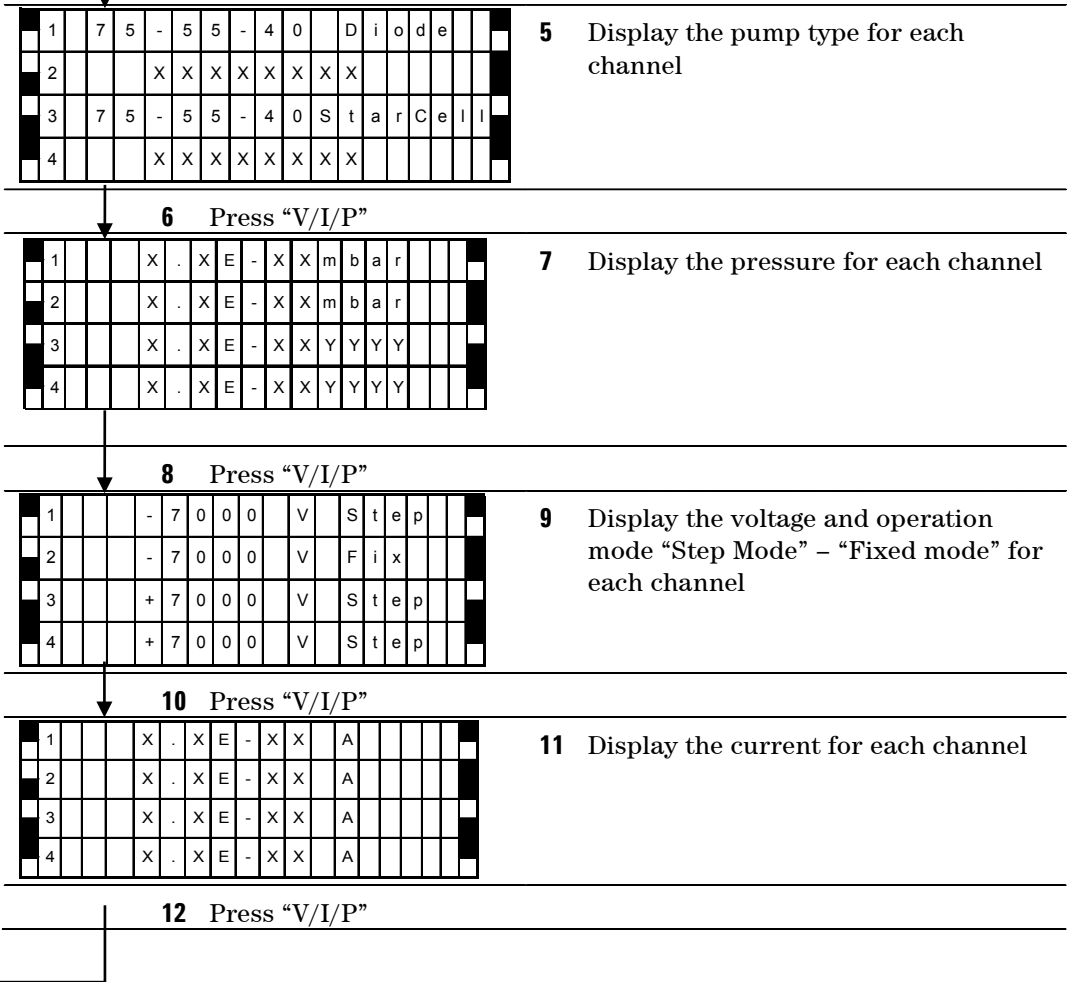 1 75-55-40 Diode
2 XXXXXXXX
3 75-55-40StarCell
4 XXXXXXXX
5 Display the pump type for each
channel
6 Press “V/I/P”
1 X.XE-XXmbar
2 X.XE-XXmbar
3 X.XE-XXYYYY
4 X.XE-XXYYYY
7 Display the pressure for each channel
8 Press “V/I/P”
1 -7000 V Step
2 -7000 V Fix
3 +7000 V Step
4 +7000 V Step
9 Display the voltage and operation
mode “Step Mode” – “Fixed mode” for
each channel
10 Press “V/I/P”
1 X.XE-XX A
2 X.XE-XX A
3 X.XE-XX A
4 X.XE-XX A
11 Display the current for each channel
12 Press “V/I/P”